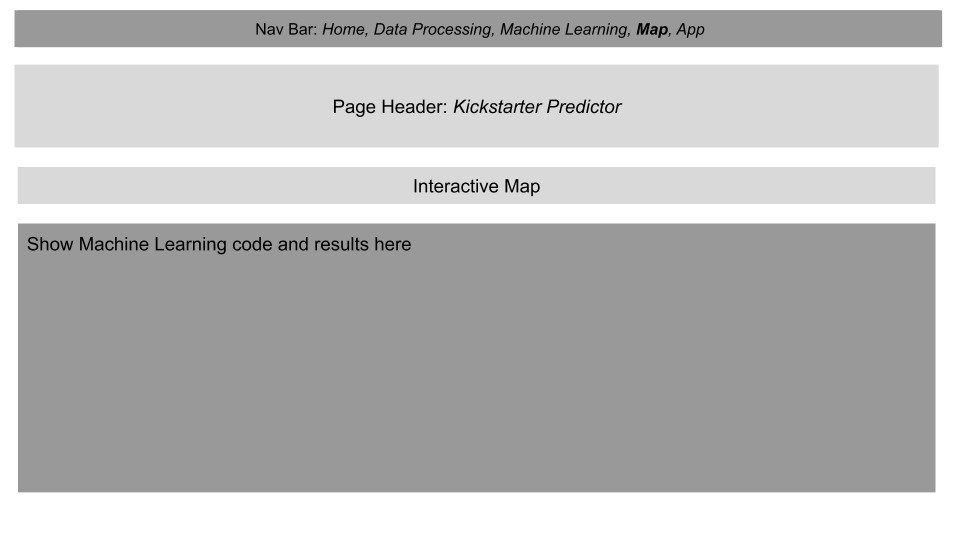 Nav Bar: Home, Data Processing, Machine Learning, Map, App
Page Header: Kickstarter Predictor
Interactive Map
Show Machine Learning code and results here